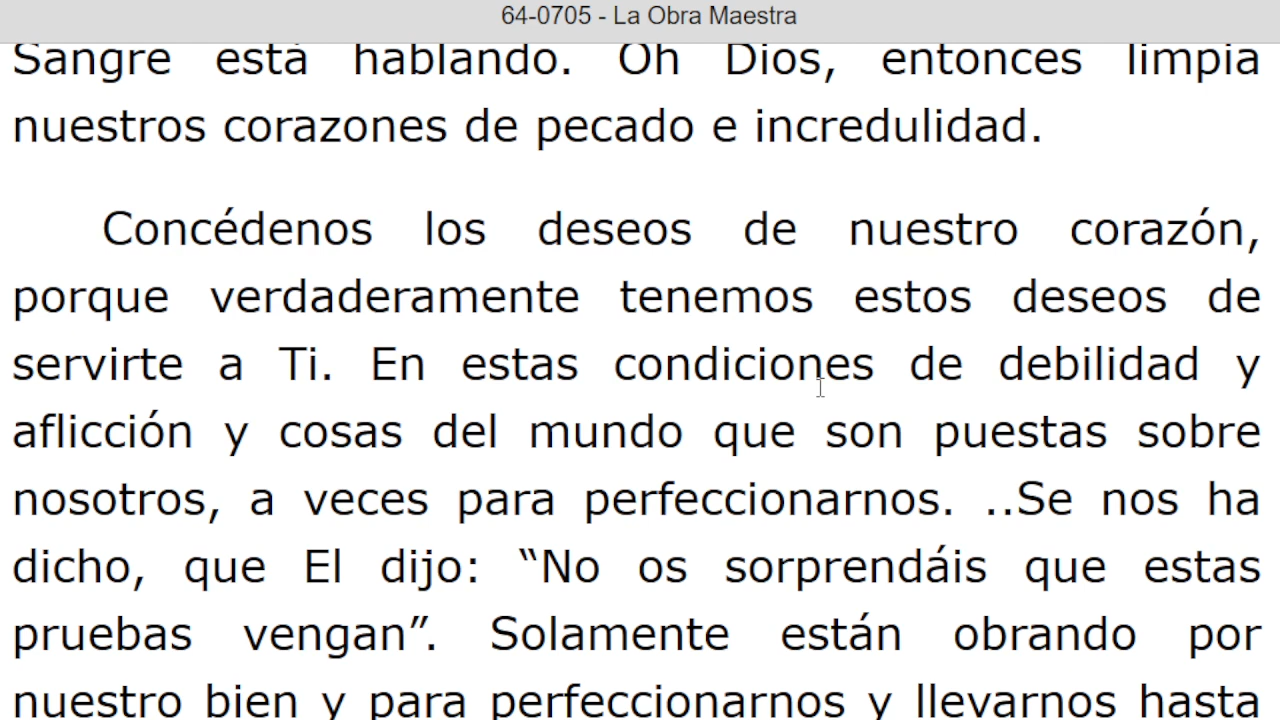 64-0705 - La Obra Maestra
Sangre está hablando. Oh Dios, entonces limpia
nuestros corazones de pecado e incredulidad.
Concédenos los deseos de nuestro corazón,
porque verdaderamente tenemos estos deseos de
servirte a Ti. En estas condiciones de debilidad y
aflicción y cosas del mundo que son puestas sobre
nosotros, a veces para perfeccionarnos. ..Se nos ha
dicho, que El dijo: “No os sorprendáis que estas
pruebas vengan”. Solamente están obrando por
nuestro bien y para perfeccionarnos y llevarnos hasta